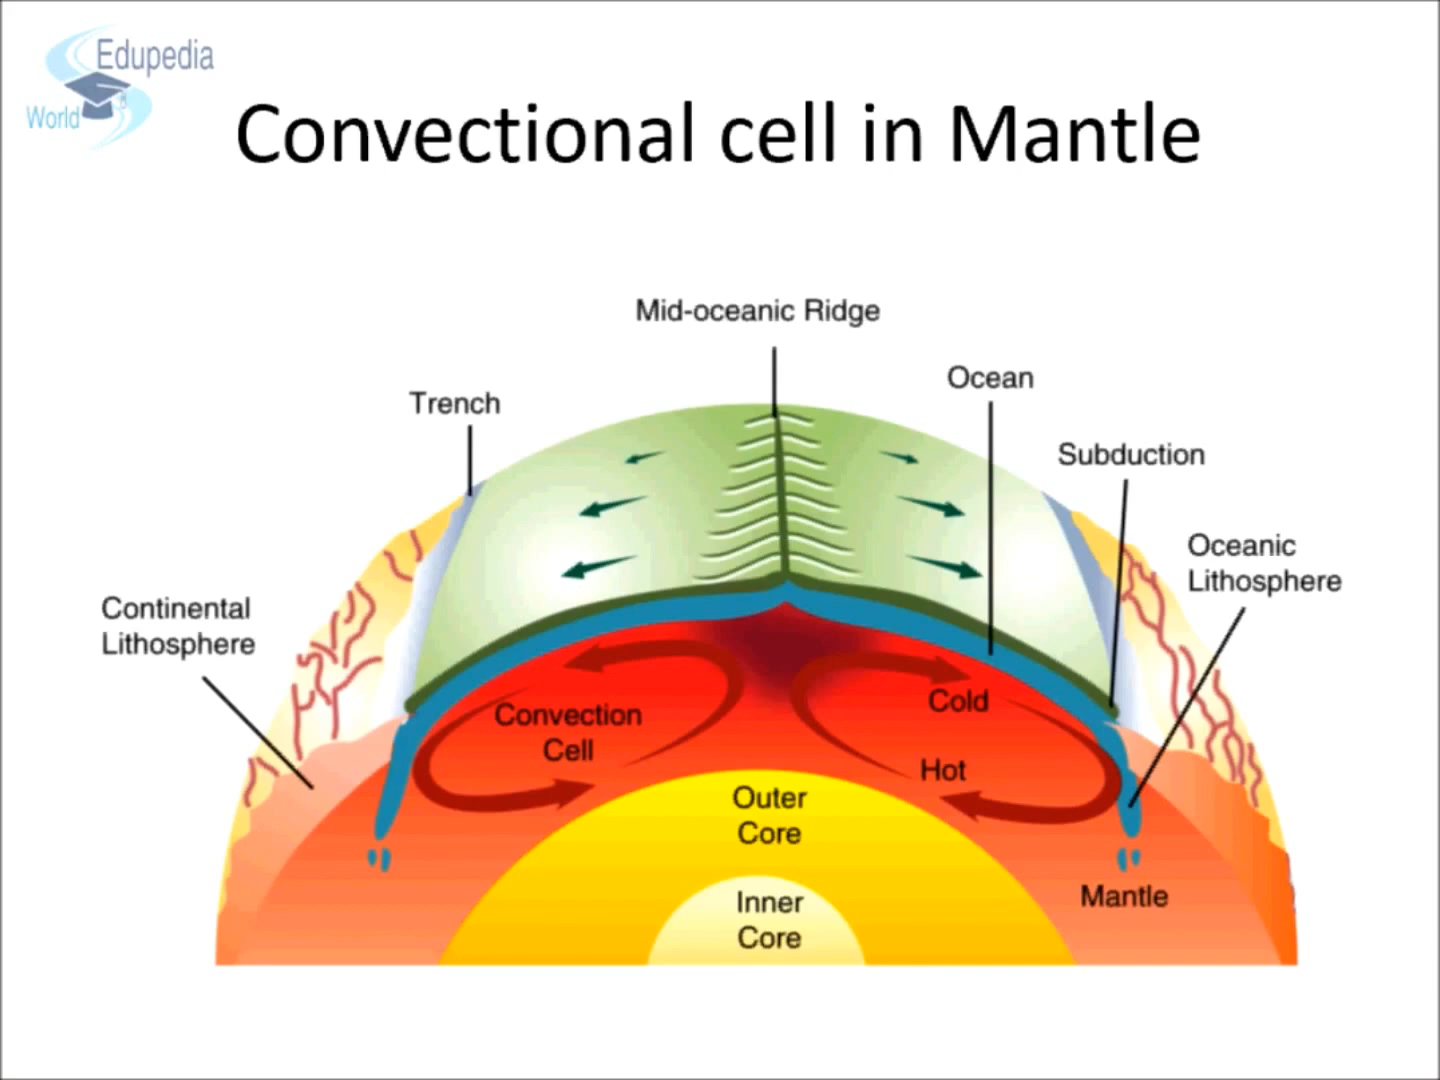 Edupedia
World
Convectional cell in Mantle
Mid-oceanic Ridge
Ocean
Trench
Subduction
Oceanic
Lithosphere
Continental
Lithosphere
Cold
Convection
Cell
Hot
Outer
Core
Mantle
Inner
Core